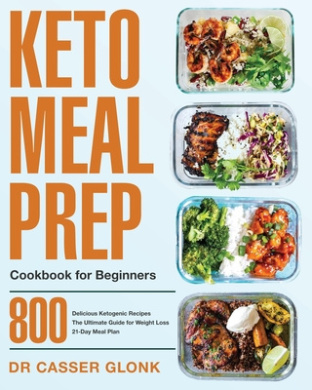 KETO
MEAL
PREP
Cookbook for Beginners
800
Delicious Ketogenic Recipes
The Ultimate Guide for Weight Loss
21-Day Meal Plan
DR CASSER GLONK